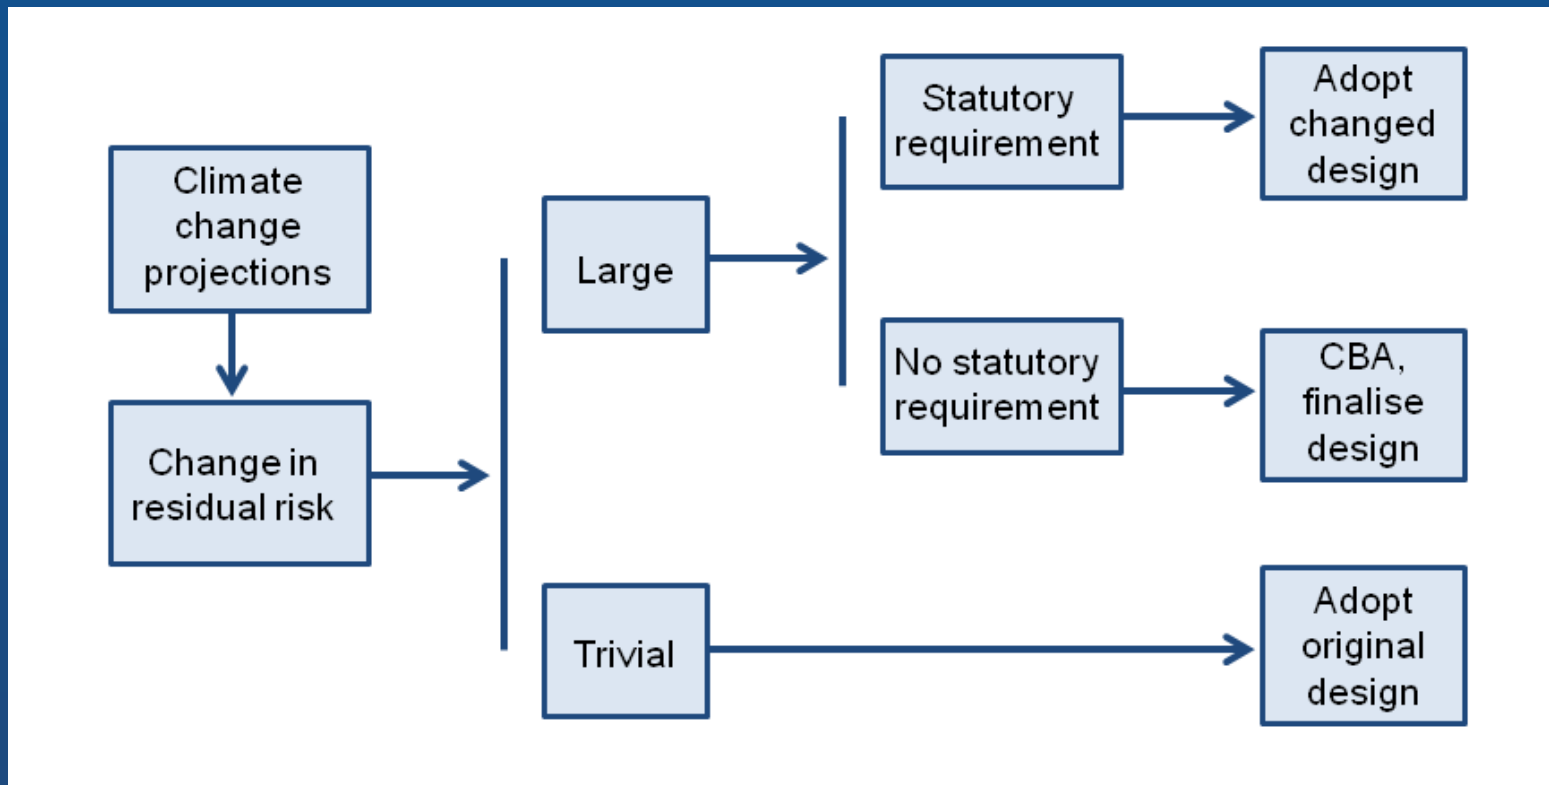 Climate
change
projections
Change in
residual risk
Large
Trivial
Statutory
requirement
No statutory
requirement
Adopt
changed
design
CBA,
finalise
design
Adopt
original
design